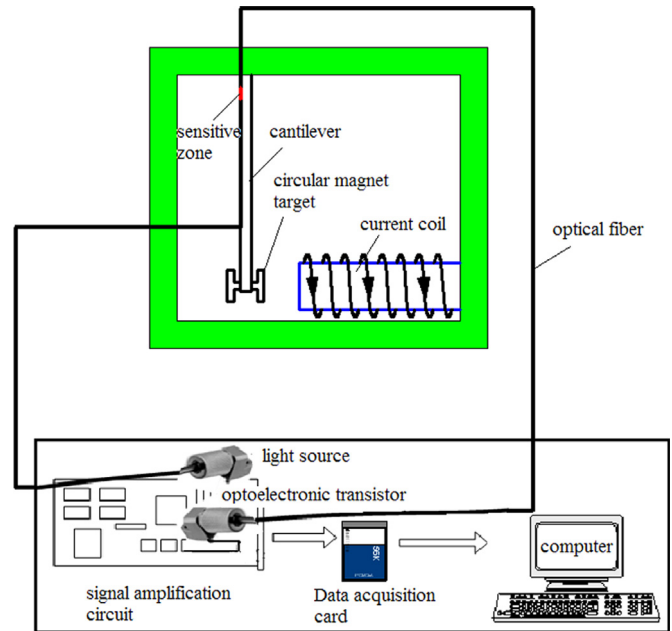 sensitive
zone
cantilever
circular magnet
target
current coil
optical fiber
light source
optoelectronic transistor
signal amplification
circuit
Data acquisition
card
computer